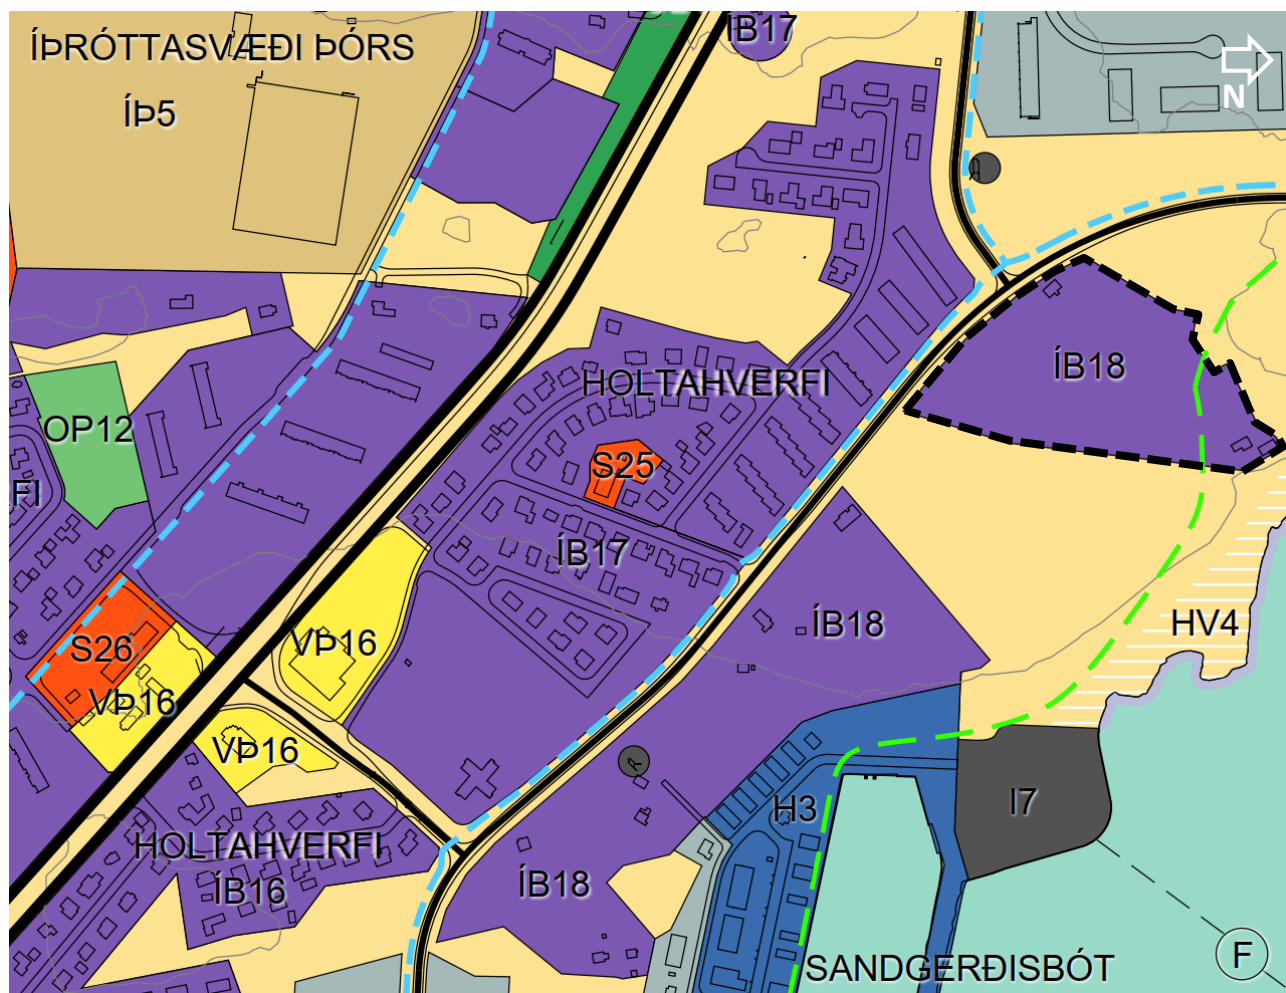 ÍÞRÓTTASVÆÐI ÞÓRS
ÍÞ5
ÍB17
N
ÍB18
HOLTAHVERFI
OP12
S25
FI
ÍB17
ÍB18
HV4
S26
VÞ16
VÞ16
VÞ16
I7
H3
HOLTAHVERFI
ÍB16
ÍB18
F
SANDGERÐISBÓT